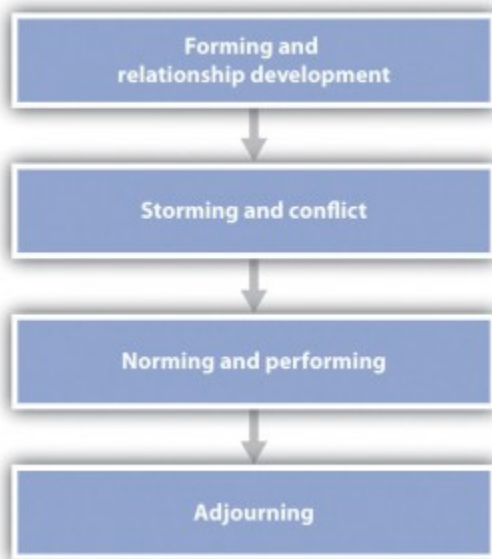 Forming and
relationship development
Storming and conflict
Norming and performing
Adjourning